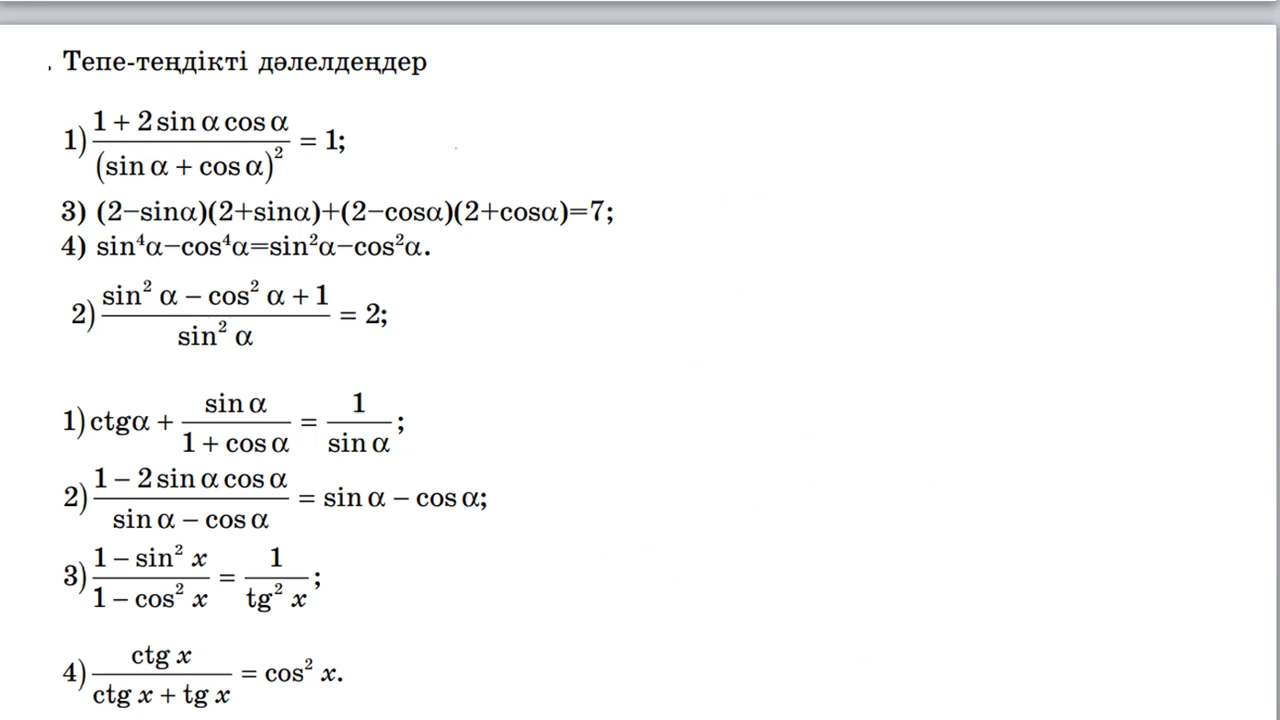 . Тепе-теңдікті дәлелдеңдер
1) (1 + 2 sin α cos α)/(sin α + cos α)² = 1;
3) (2−sinα)(2+sinα)+(2−cosα)(2+cosα)=7;
4) sin⁴α−cos⁴α=sin²α−cos²α.
2) (sin² α − cos² α + 1)/(sin² α) = 2;
1) ctgα + (sin α)/(1 + cos α) = 1/(sin α);
2) (1 − 2 sin α cos α)/(sin α − cos α) = sin α − cos α;
3) (1 − sin² x)/(1 − cos² x) = 1/(tg² x);
4) (ctg x)/(ctg x + tg x) = cos² x.